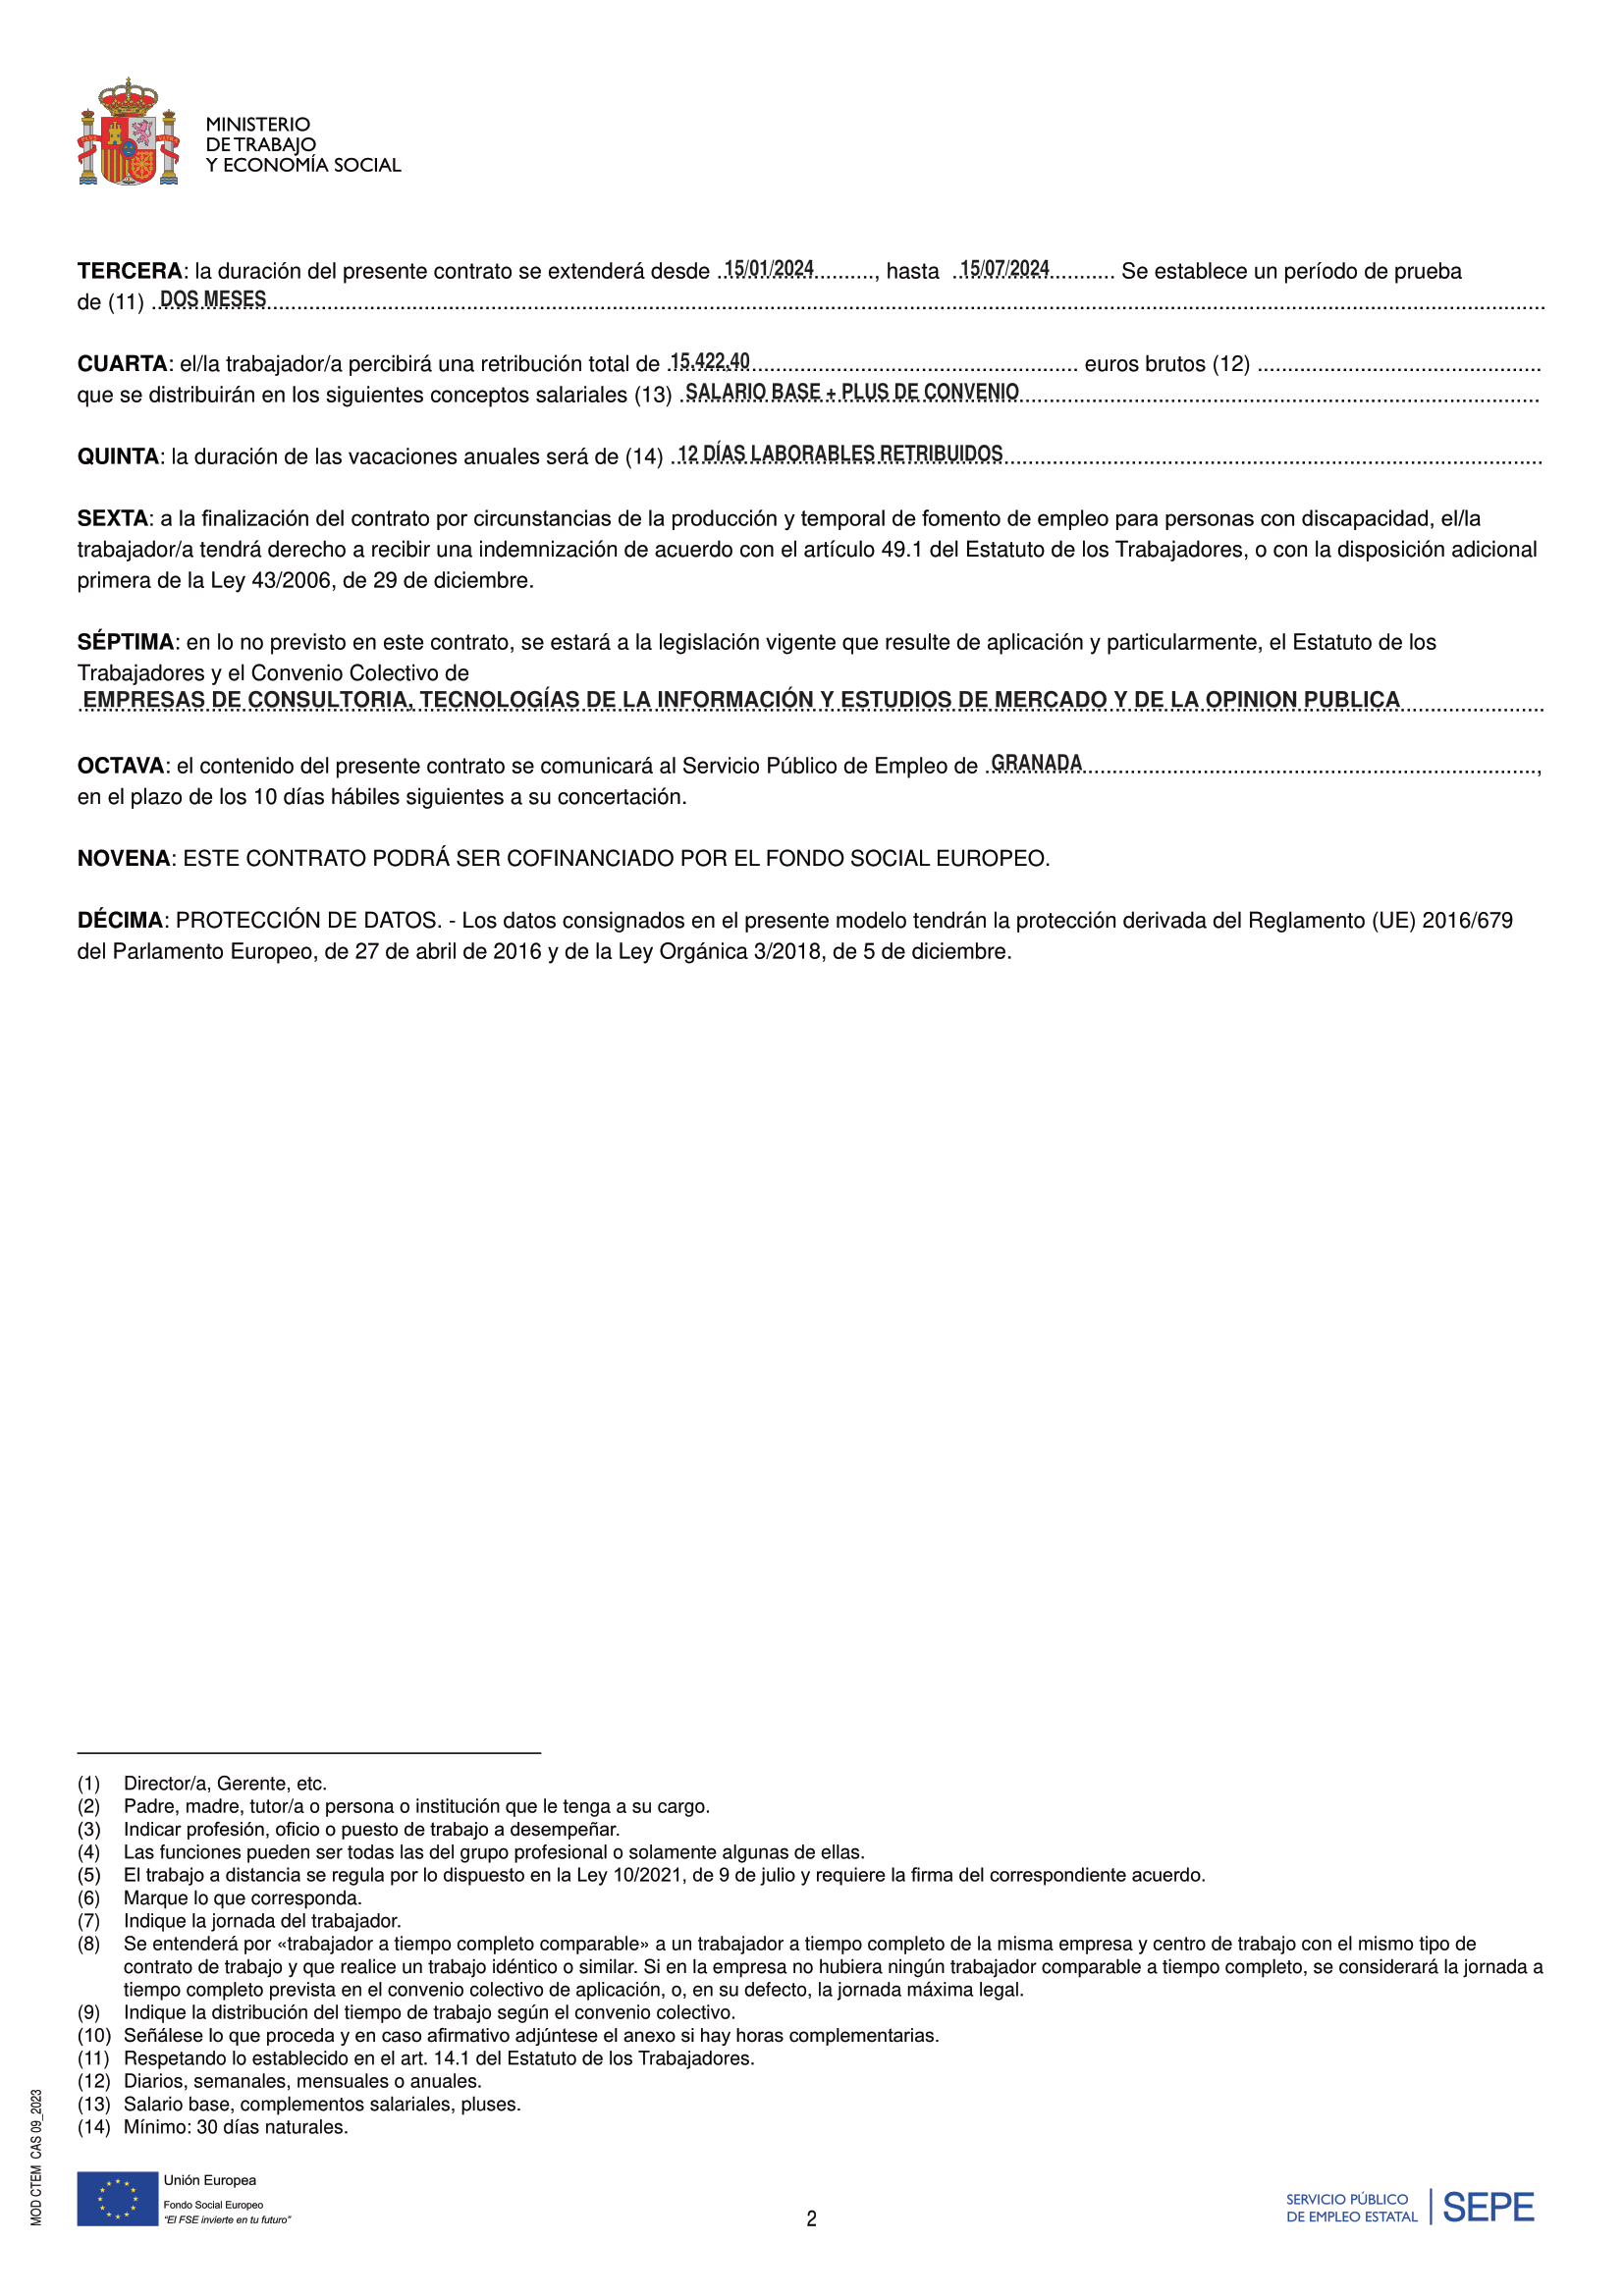 MINISTERIO
DE TRABAJO
Y ECONOMÍA SOCIAL
TERCERA: la duración del presente contrato se extenderá desde ..15/01/2024.........., hasta ..15/07/2024........... Se establece un período de prueba
de (11) ..DOS MESES..............................
CUARTA: el/la trabajador/a percibirá una retribución total de .15.422,40.............................. euros brutos (12) ..............................
que se distribuirán en los siguientes conceptos salariales (13) .SALARIO BASE + PLUS DE CONVENIO..............................
QUINTA: la duración de las vacaciones anuales será de (14) ..12 DÍAS LABORABLES RETRIBUIDOS..............................
SEXTA: a la finalización del contrato por circunstancias de la producción y temporal de fomento de empleo para personas con discapacidad, el/la
trabajador/a tendrá derecho a recibir una indemnización de acuerdo con el artículo 49.1 del Estatuto de los Trabajadores, o con la disposición adicional
primera de la Ley 43/2006, de 29 de diciembre.
SÉPTIMA: en lo no previsto en este contrato, se estará a la legislación vigente que resulte de aplicación y particularmente, el Estatuto de los
Trabajadores y el Convenio Colectivo de
EMPRESAS DE CONSULTORIA, TECNOLOGÍAS DE LA INFORMACIÓN Y ESTUDIOS DE MERCADO Y DE LA OPINION PUBLICA....................
OCTAVA: el contenido del presente contrato se comunicará al Servicio Público de Empleo de .GRANADA..............................,
en el plazo de los 10 días hábiles siguientes a su concertación.
NOVENA: ESTE CONTRATO PODRÁ SER COFINANCIADO POR EL FONDO SOCIAL EUROPEO.
DÉCIMA: PROTECCIÓN DE DATOS. - Los datos consignados en el presente modelo tendrán la protección derivada del Reglamento (UE) 2016/679
del Parlamento Europeo, de 27 de abril de 2016 y de la Ley Orgánica 3/2018, de 5 de diciembre.
(1) Director/a, Gerente, etc.
(2) Padre, madre, tutor/a o persona o institución que le tenga a su cargo.
(3) Indicar profesión, oficio o puesto de trabajo a desempeñar.
(4) Las funciones pueden ser todas las del grupo profesional o solamente algunas de ellas.
(5) El trabajo a distancia se regula por lo dispuesto en la Ley 10/2021, de 9 de julio y requiere la firma del correspondiente acuerdo.
(6) Marque lo que corresponda.
(7) Indique la jornada del trabajador.
(8) Se entenderá por «trabajador a tiempo completo comparable» a un trabajador a tiempo completo de la misma empresa y centro de trabajo con el mismo tipo de
contrato de trabajo y que realice un trabajo idéntico o similar. Si en la empresa no hubiera ningún trabajador comparable a tiempo completo, se considerará la jornada a
tiempo completo prevista en el convenio colectivo de aplicación, o, en su defecto, la jornada máxima legal.
(9) Indique la distribución del tiempo de trabajo según el convenio colectivo.
(10) Señálese lo que proceda y en caso afirmativo adjúntese el anexo si hay horas complementarias.
(11) Respetando lo establecido en el art. 14.1 del Estatuto de los Trabajadores.
(12) Diarios, semanales, mensuales o anuales.
(13) Salario base, complementos salariales, pluses.
(14) Mínimo: 30 días naturales.
MOD CTEM CAS 09_2023
Unión Europea
Fondo Social Europeo
"El FSE invierte en tu futuro"
2
SERVICIO PÚBLICO
DE EMPLEO ESTATAL
SEPE